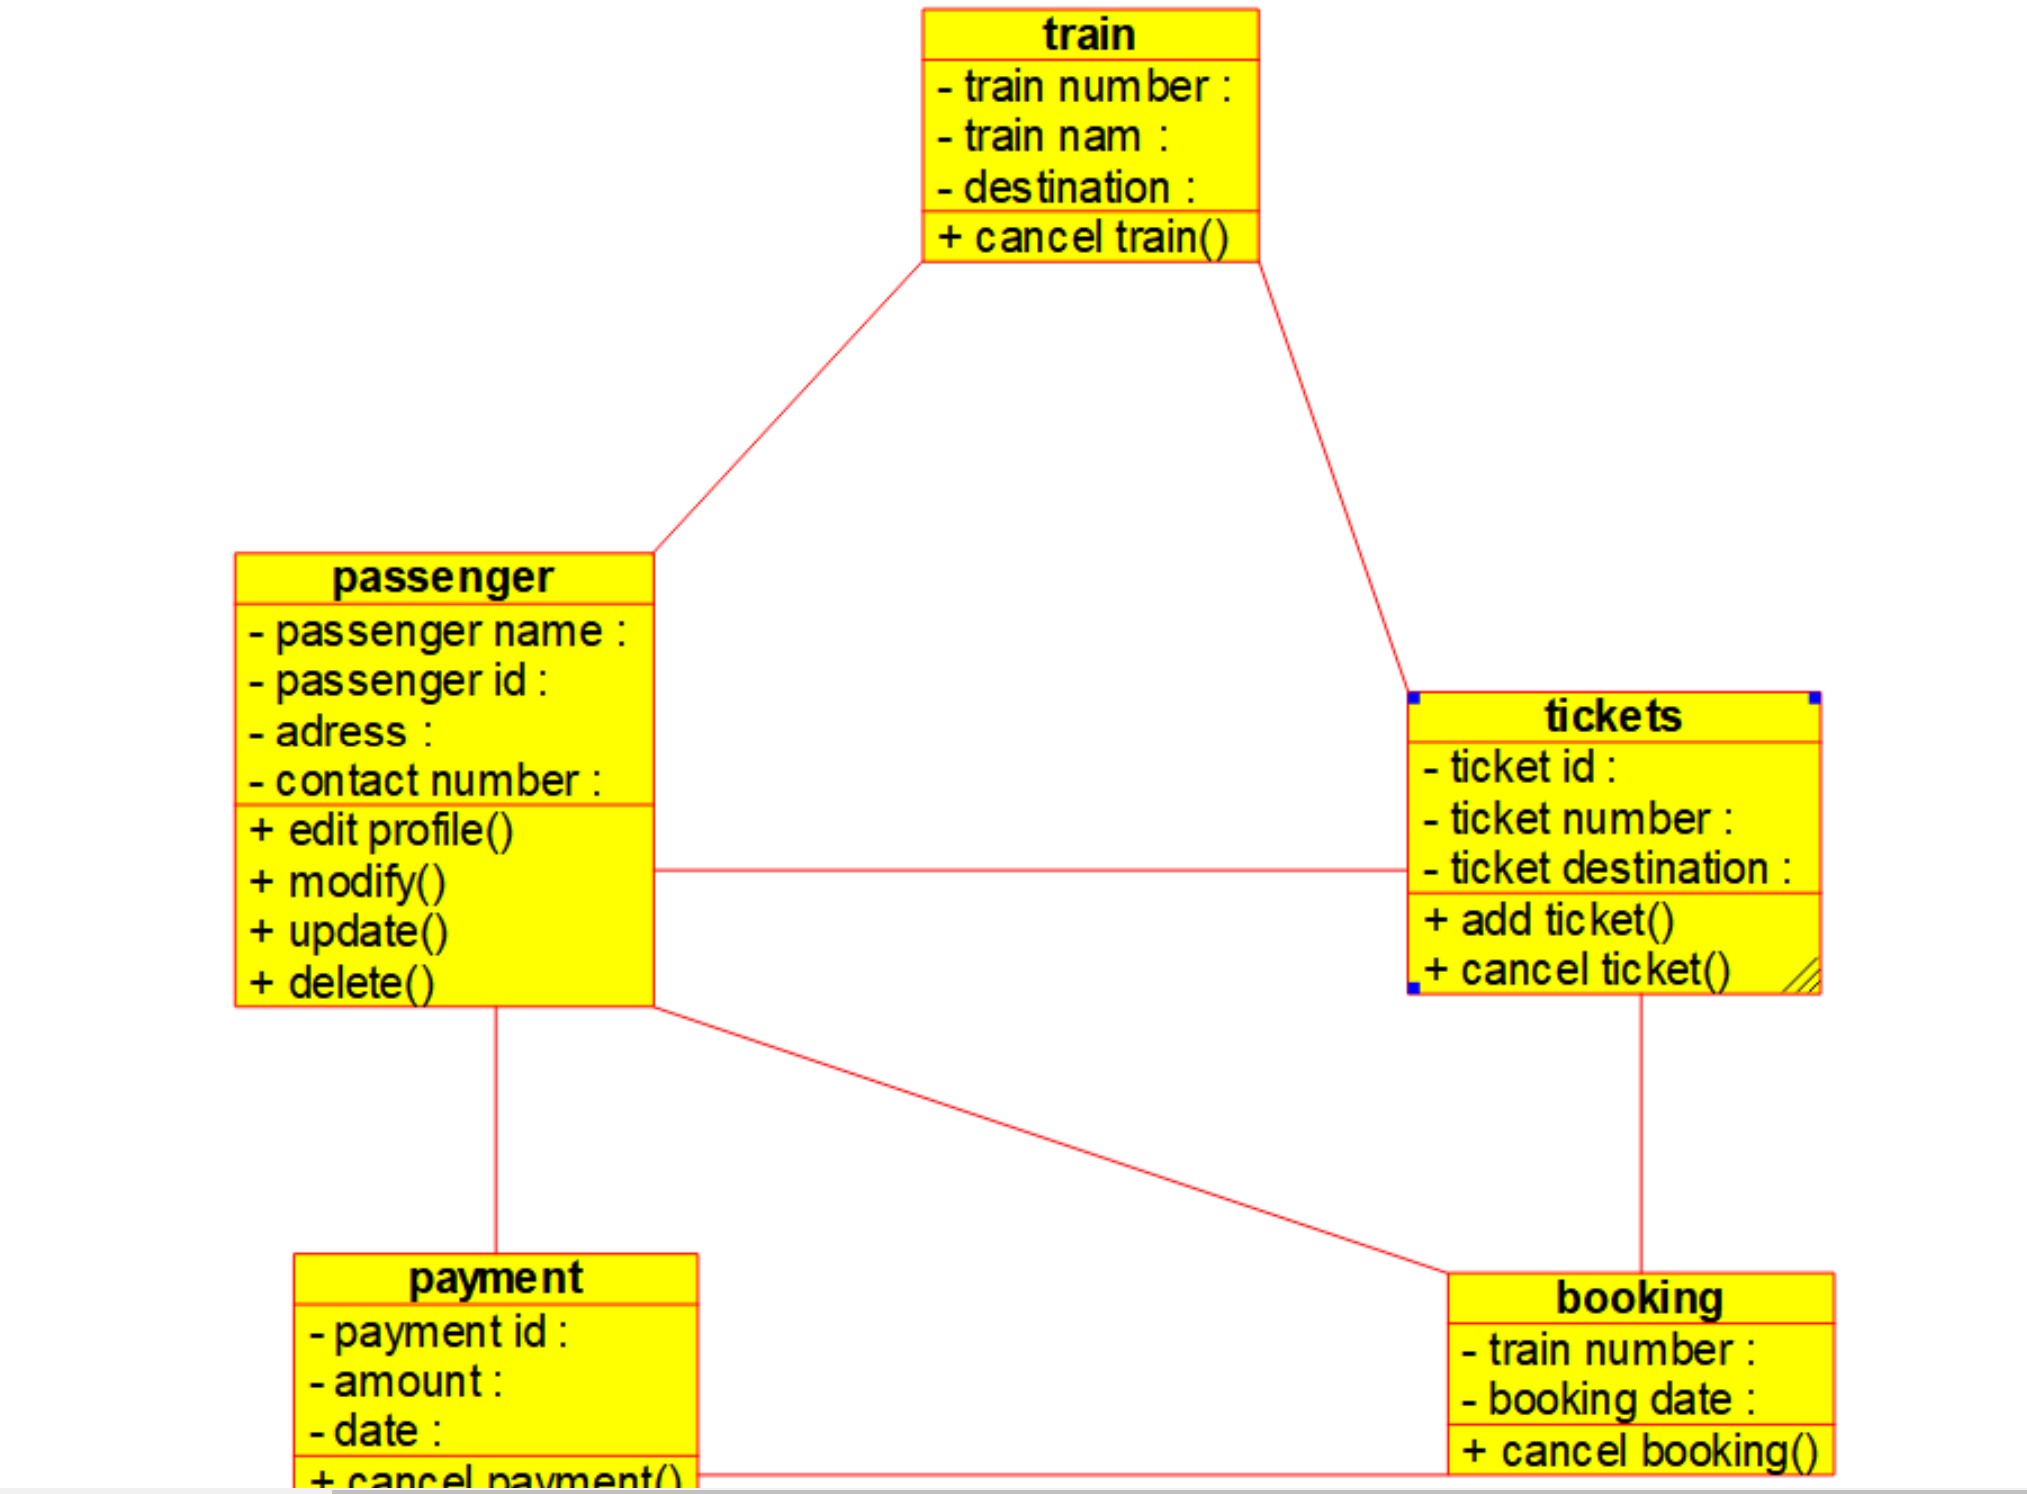 train
- train number :
- train nam :
- destination :
+ cancel train()
passenger
- passenger name :
- passenger id :
- adress :
- contact number :
+ edit profile()
+ modify()
+ update()
+ delete()
tickets
- ticket id :
- ticket number :
- ticket destination :
+ add ticket()
+ cancel ticket()
payment
- payment id :
- amount :
- date :
+ cancel payment()
booking
- train number :
- booking date :
+ cancel booking()